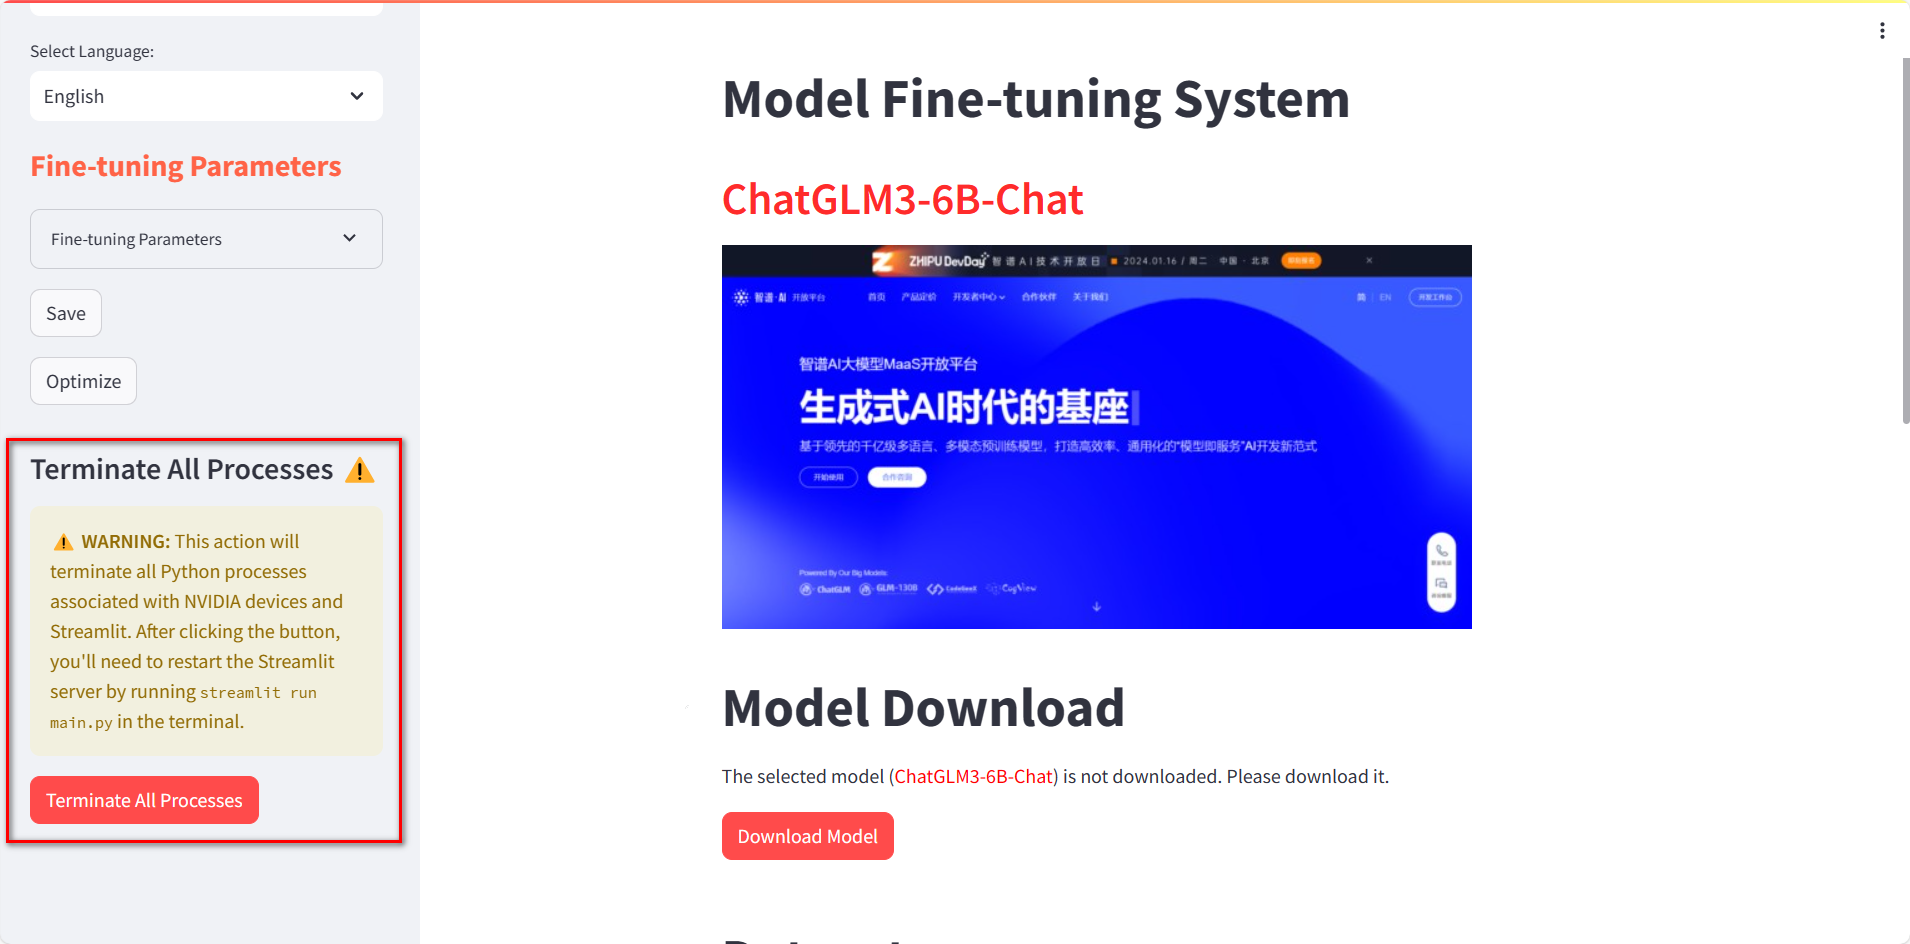 Select Language:
English
Fine-tuning Parameters
Fine-tuning Parameters
Save
Optimize
Terminate All Processes ⚠️
⚠️ WARNING: This action will
terminate all Python processes
associated with NVIDIA devices and
Streamlit. After clicking the button,
you'll need to restart the Streamlit
server by running streamlit run
main.py in the terminal.
Terminate All Processes
Model Fine-tuning System
ChatGLM3-6B-Chat
Z ZHIPU DevDay 智谱AI技术开放日 2024.01.16 / 周二 中国 · 北京
智谱·AI 开放平台 首页 产品定价 开发者中心 合作伙伴 关于我们 EN 开发工作台
智谱AI大模型MaaS开放平台
生成式AI时代的基座
基于领先的千亿级多语言、多模态预训练模型，打造高效率、通用化的“模型即服务”AI开发新范式
开始使用 合作咨询
Powered By Our Big Models:
ChatGLM GLM-130B CodeGeeX CogView
Model Download
The selected model (ChatGLM3-6B-Chat) is not downloaded. Please download it.
Download Model